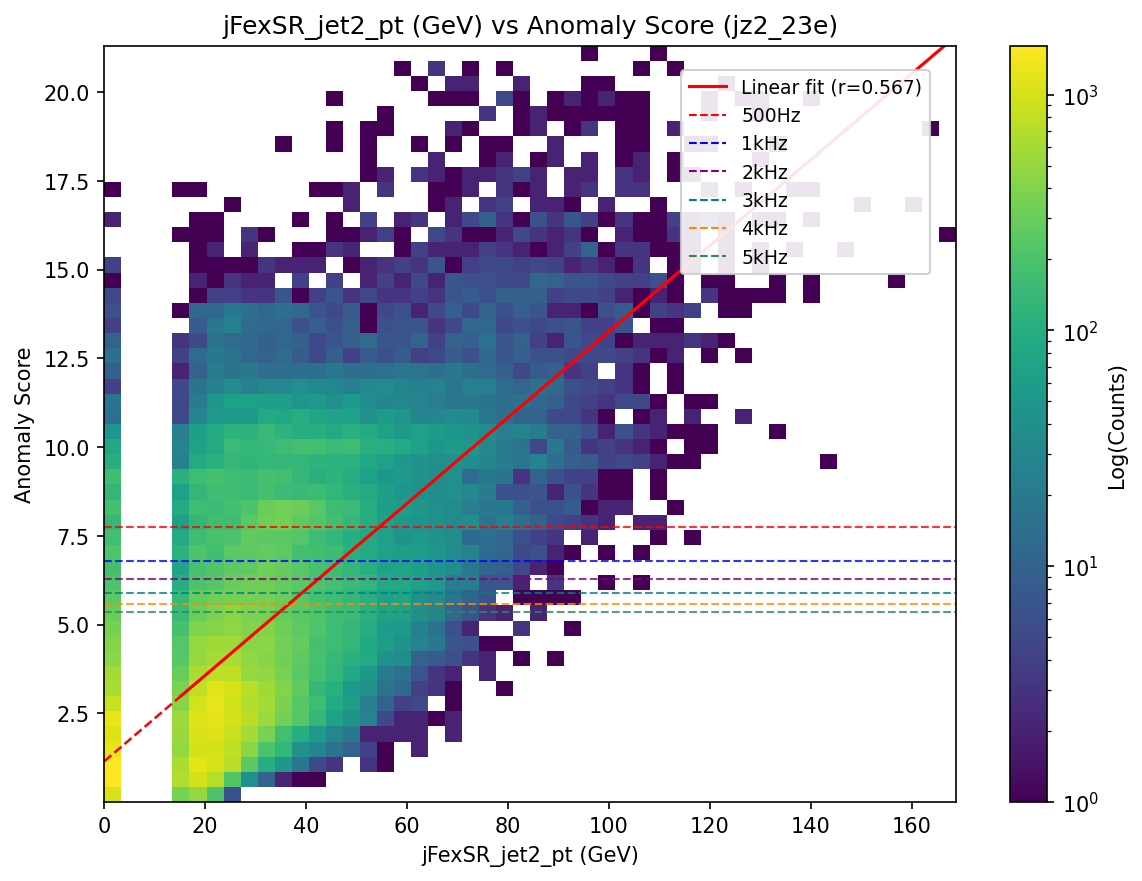 jFexSR_jet2_pt (GeV) vs Anomaly Score (jz2_23e)
Linear fit (r=0.567)
500Hz
1kHz
2kHz
3kHz
4kHz
5kHz
20.0
17.5
15.0
12.5
10.0
7.5
5.0
2.5
Anomaly Score
0 20 40 60 80 100 120 140 160
jFexSR_jet2_pt (GeV)
10³
10²
10¹
10⁰
Log(Counts)